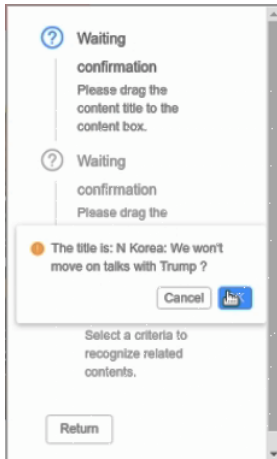 Waiting
confirmation
Please drag the
content title to the
content box.
Waiting
confirmation
Please drag the
The title is: N Korea: We won't
move on talks with Trump ?
Cancel
Select a criteria to
recognize related
contents.
Return